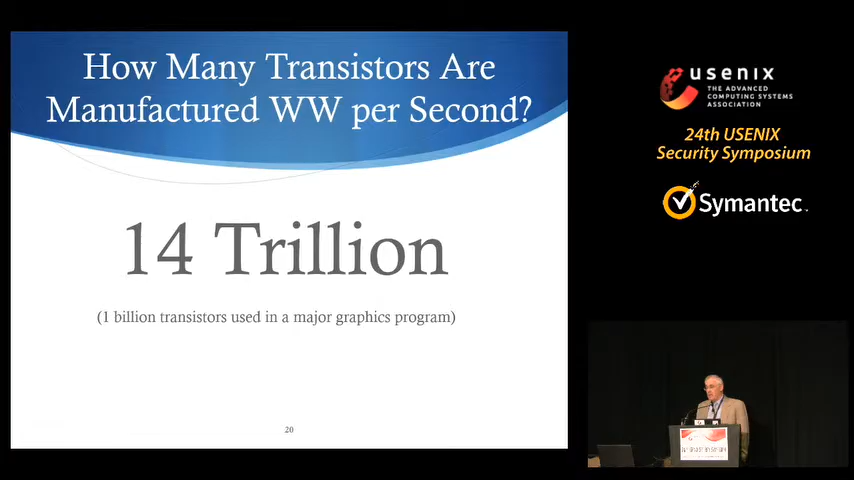 How Many Transistors Are
Manufactured WW per Second?
14 Trillion
(1 billion transistors used in a major graphics program)
20
usenix
THE ADVANCED
COMPUTING SYSTEMS
ASSOCIATION
24th USENIX
Security Symposium
Symantec.